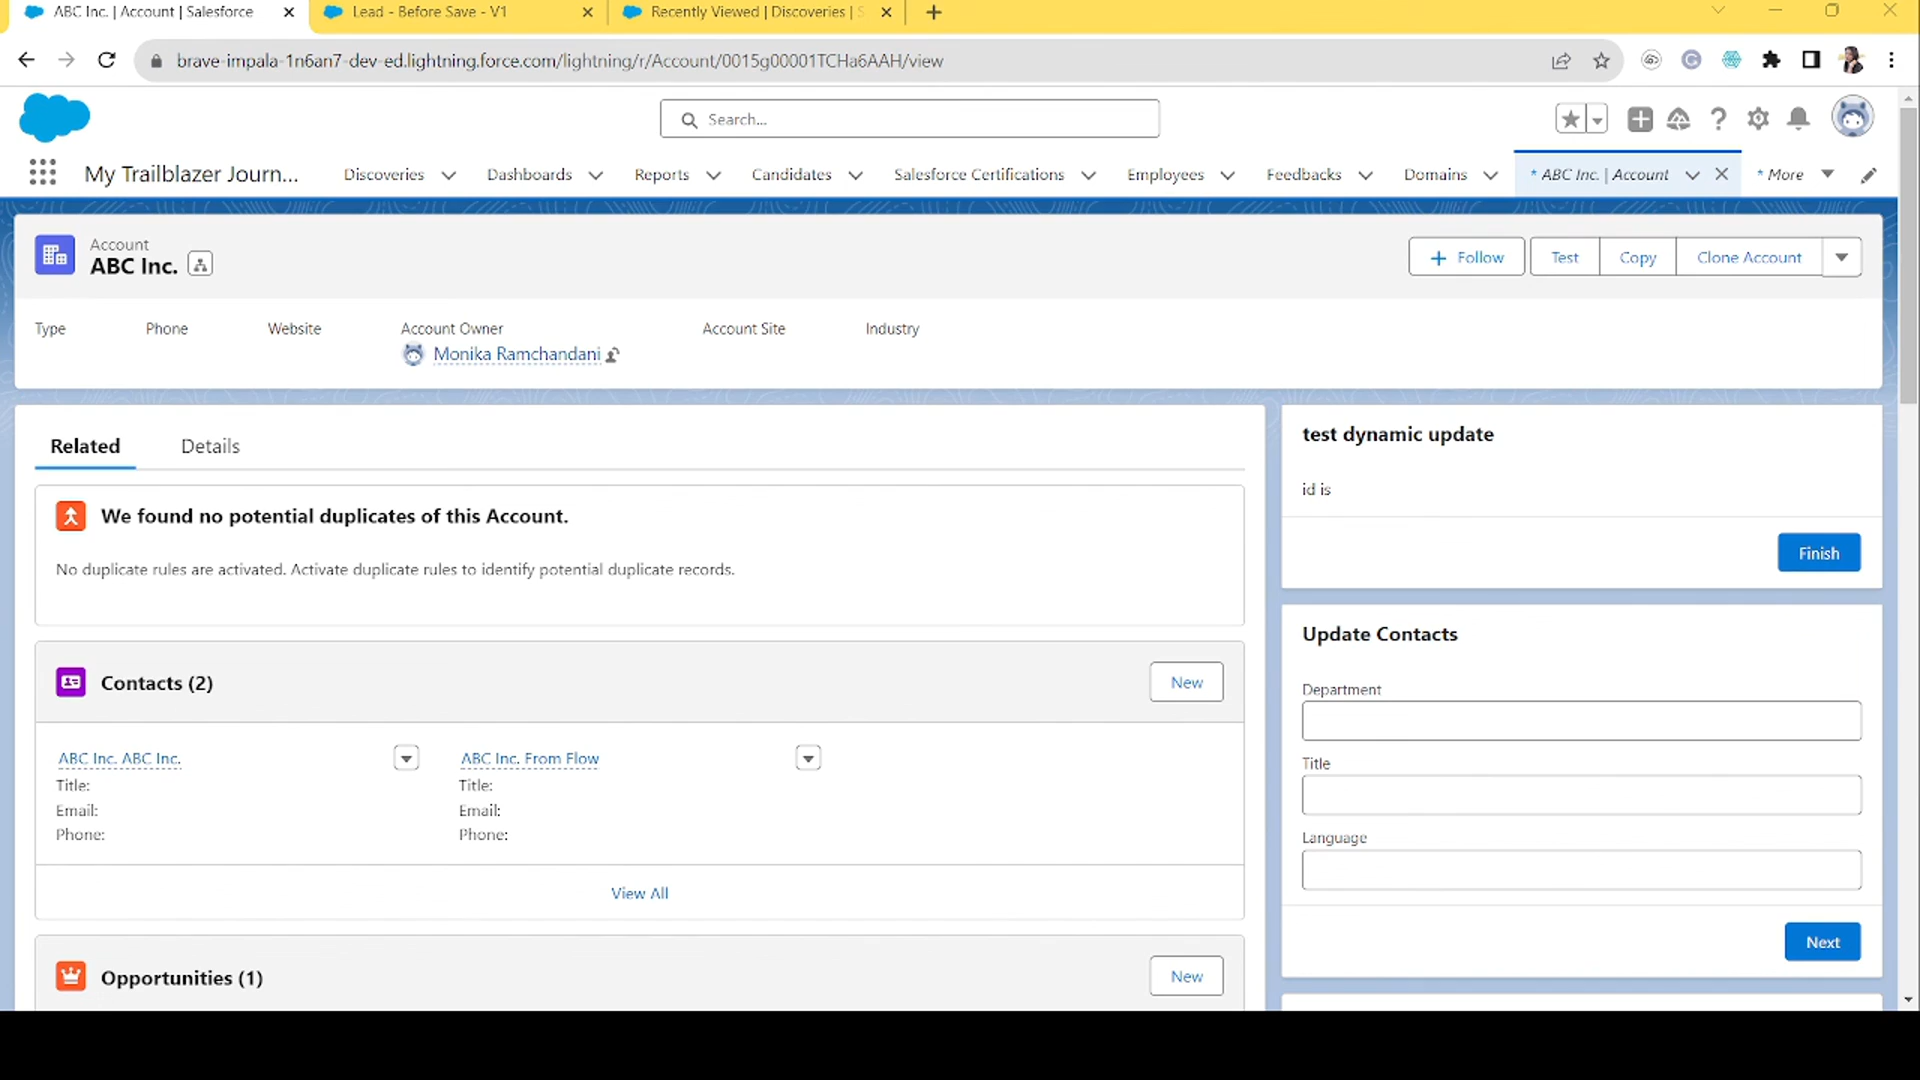 ABC Inc. | Account | Salesforce
Lead - Before Save - V1
Recently Viewed | Discoveries | S
brave-impala-1n6an7-dev-ed.lightning.force.com/lightning/r/Account/0015g00001TCHa6AAH/view
Search...
My Trailblazer Journ...
Discoveries
Dashboards
Reports
Candidates
Salesforce Certifications
Employees
Feedbacks
Domains
* ABC Inc. | Account
* More
Account
ABC Inc.
Follow
Test
Copy
Clone Account
Type
Phone
Website
Account Owner
Account Site
Industry
Monika Ramchandani
Related
Details
We found no potential duplicates of this Account.
No duplicate rules are activated. Activate duplicate rules to identify potential duplicate records.
Contacts (2)
New
ABC Inc. ABC Inc.
Title:
Email:
Phone:
ABC Inc. From Flow
Title:
Email:
Phone:
View All
Opportunities (1)
New
test dynamic update
id is
Finish
Update Contacts
Department
Title
Language
Next